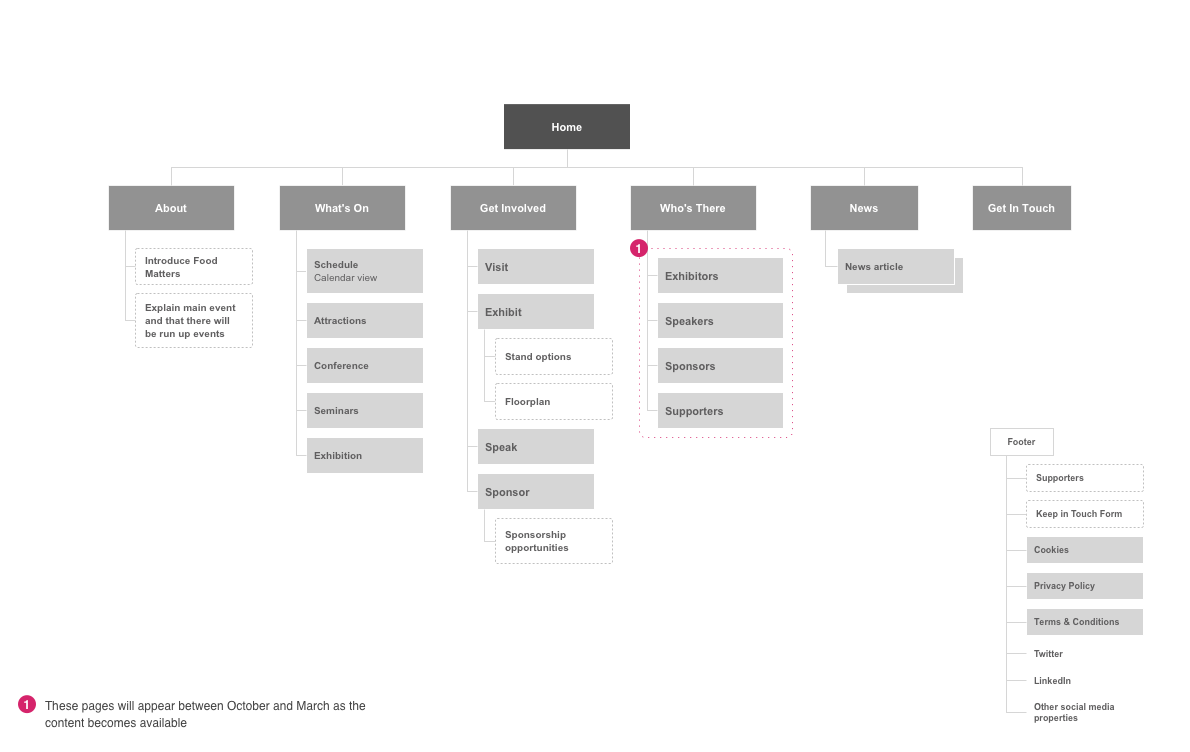 Home
About
What's On
Get Involved
Who's There
News
Get In Touch
Introduce Food
Matters
Explain main event
and that there will
be run up events
Schedule
Calendar view
Attractions
Conference
Seminars
Exhibition
Visit
Exhibit
Stand options
Floorplan
Speak
Sponsor
Sponsorship
opportunities
1
Exhibitors
Speakers
Sponsors
Supporters
News article
Footer
Supporters
Keep in Touch Form
Cookies
Privacy Policy
Terms & Conditions
Twitter
LinkedIn
Other social media
properties
1 These pages will appear between October and March as the
content becomes available